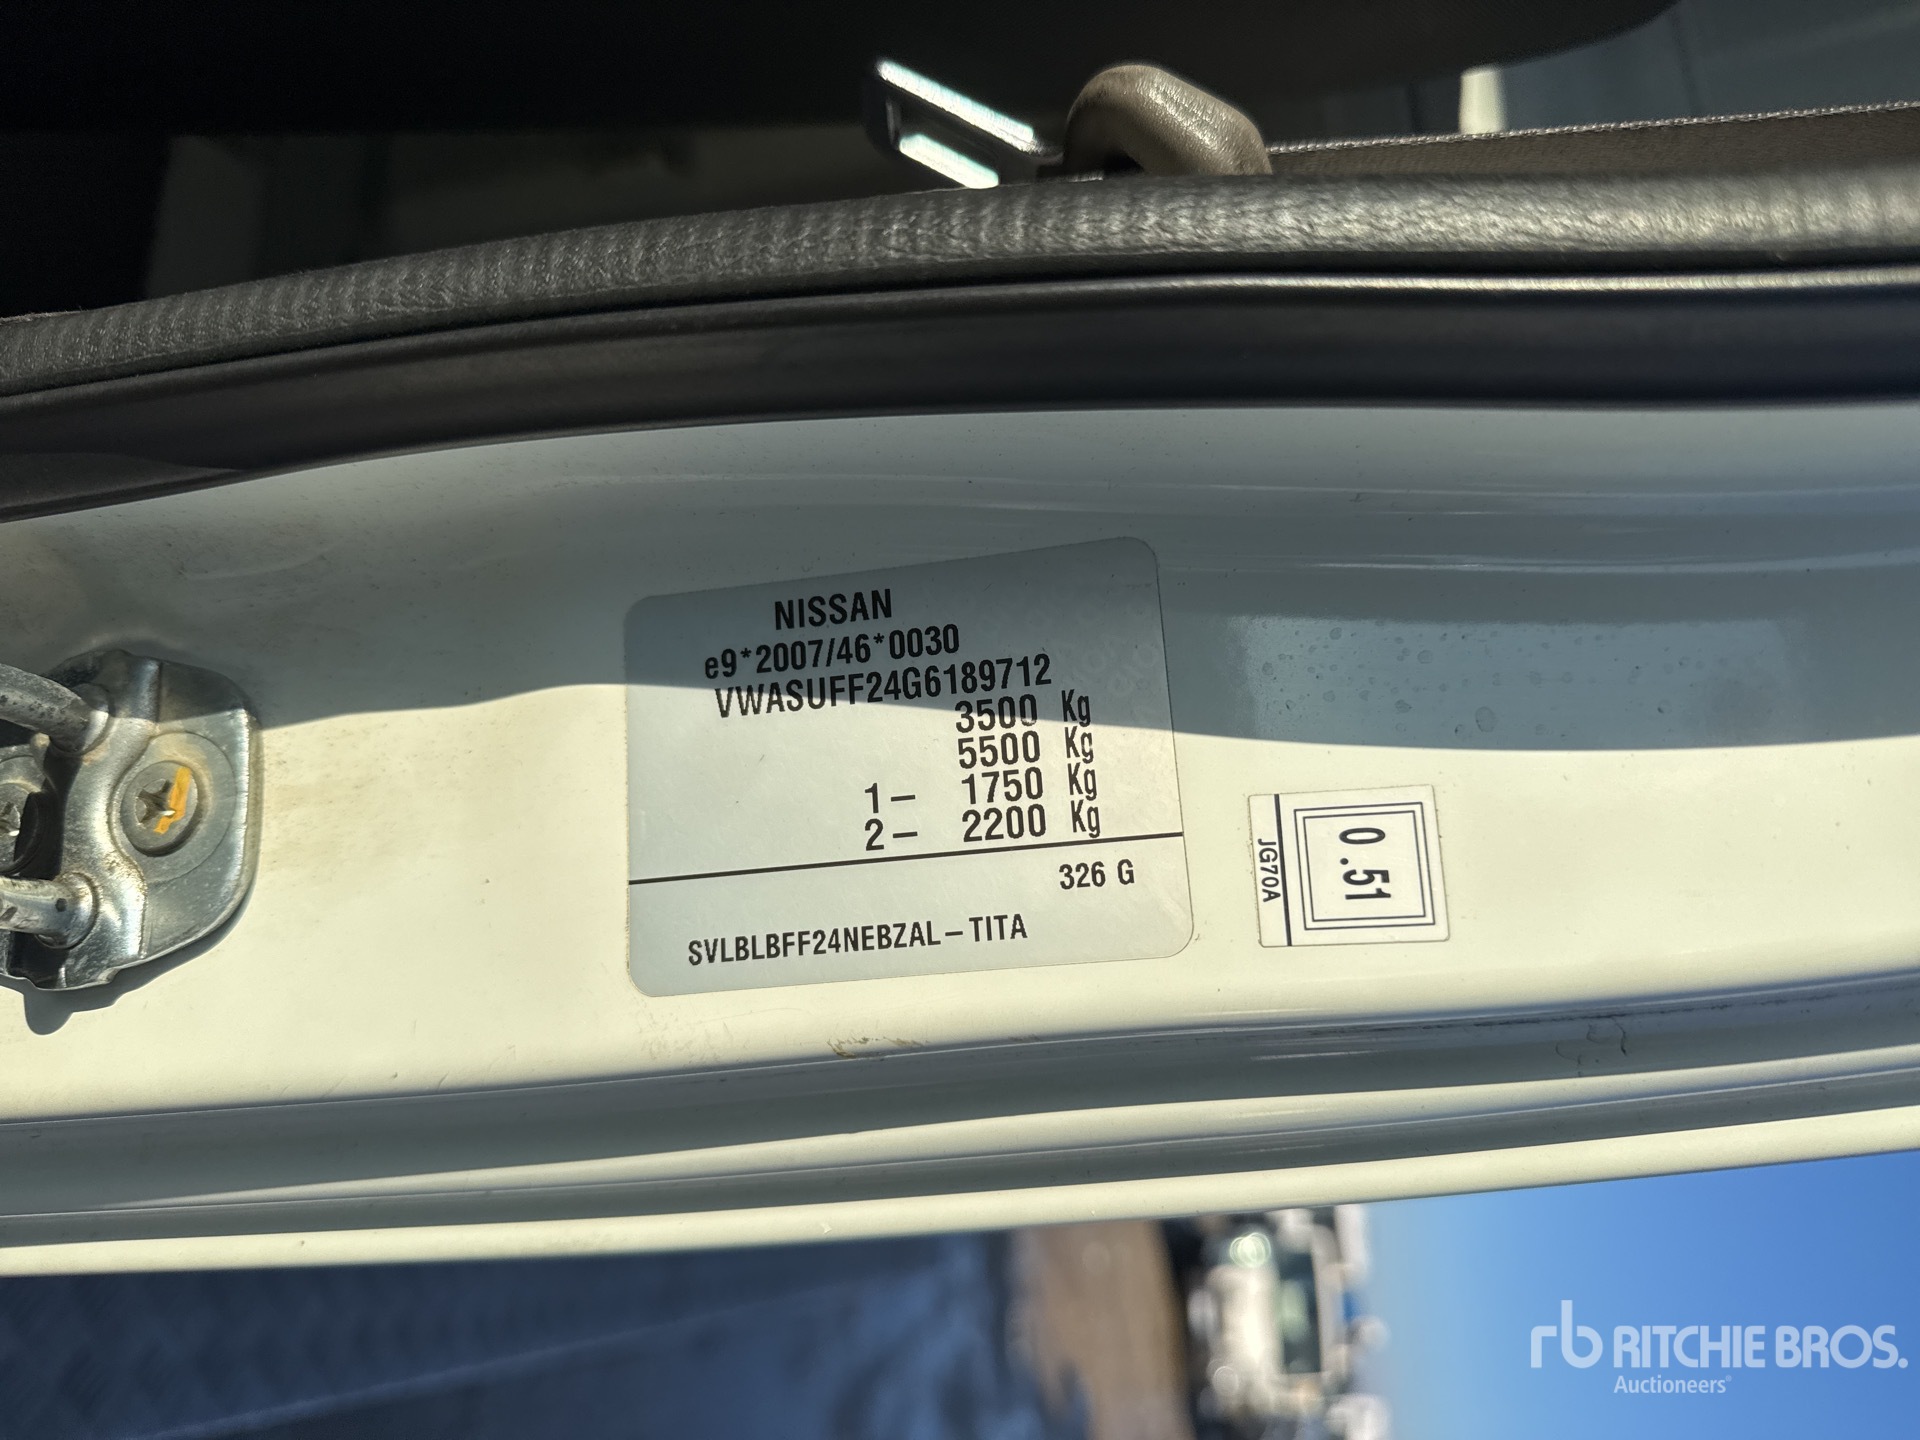 NISSAN
e9*2007/46*0030
VWASUFF24G6189712
3500 Kg
5500 Kg
1- 1750 Kg
2- 2200 Kg
326 G
SVLBLBFF24NEBZAL-TITA
0.51
JG70A
rb RITCHIE BROS.
Auctioneers